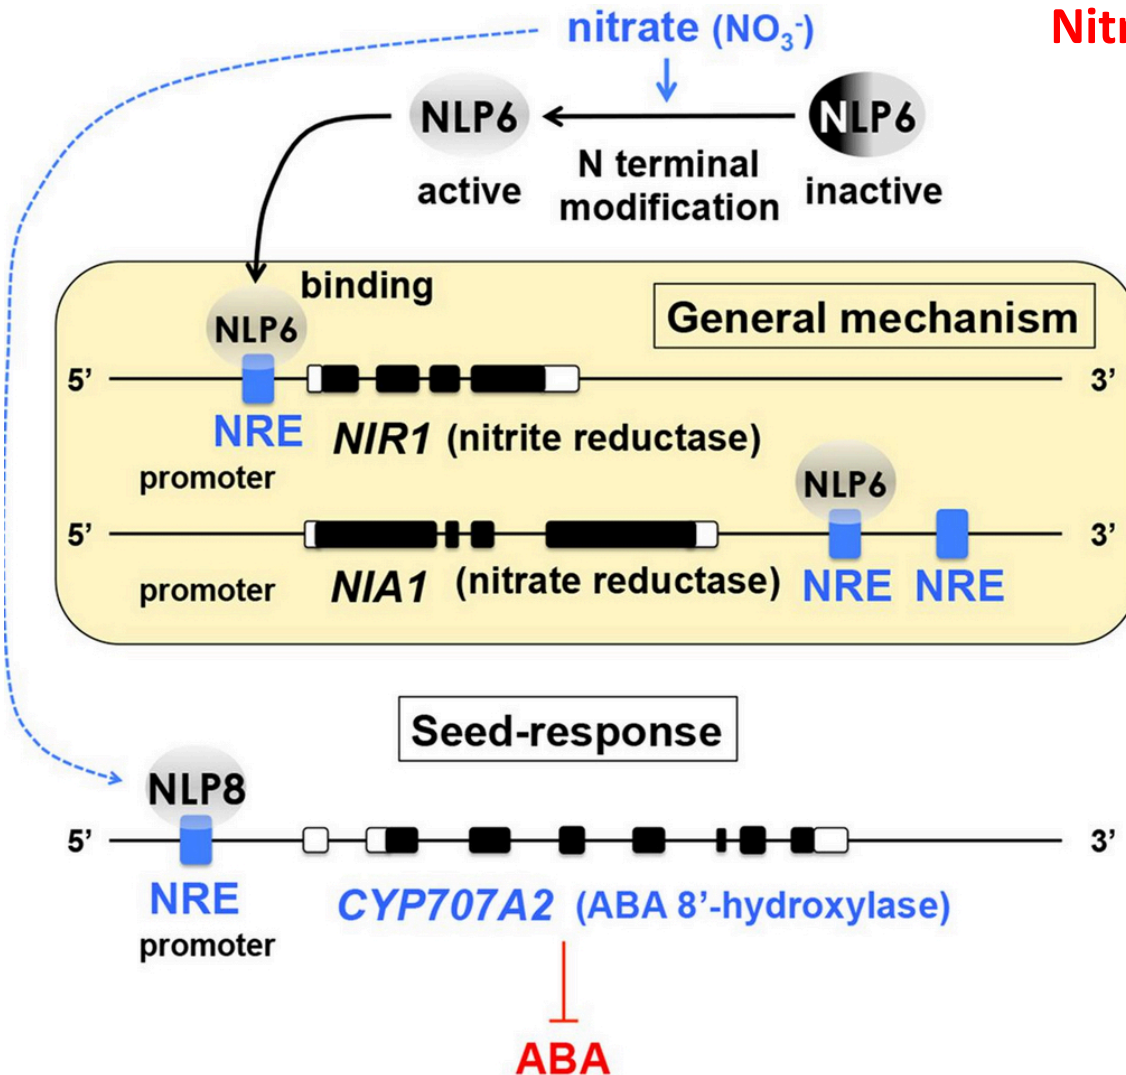 nitrate (NO₃⁻)
Nitr
NLP6
NLP6
active
N terminal
modification
inactive
binding
General mechanism
NLP6
5’
3’
NRE
NIR1 (nitrite reductase)
promoter
NLP6
5’
3’
promoter
NIA1 (nitrate reductase)
NRE
NRE
Seed-response
NLP8
5’
3’
NRE
CYP707A2 (ABA 8’-hydroxylase)
promoter
ABA